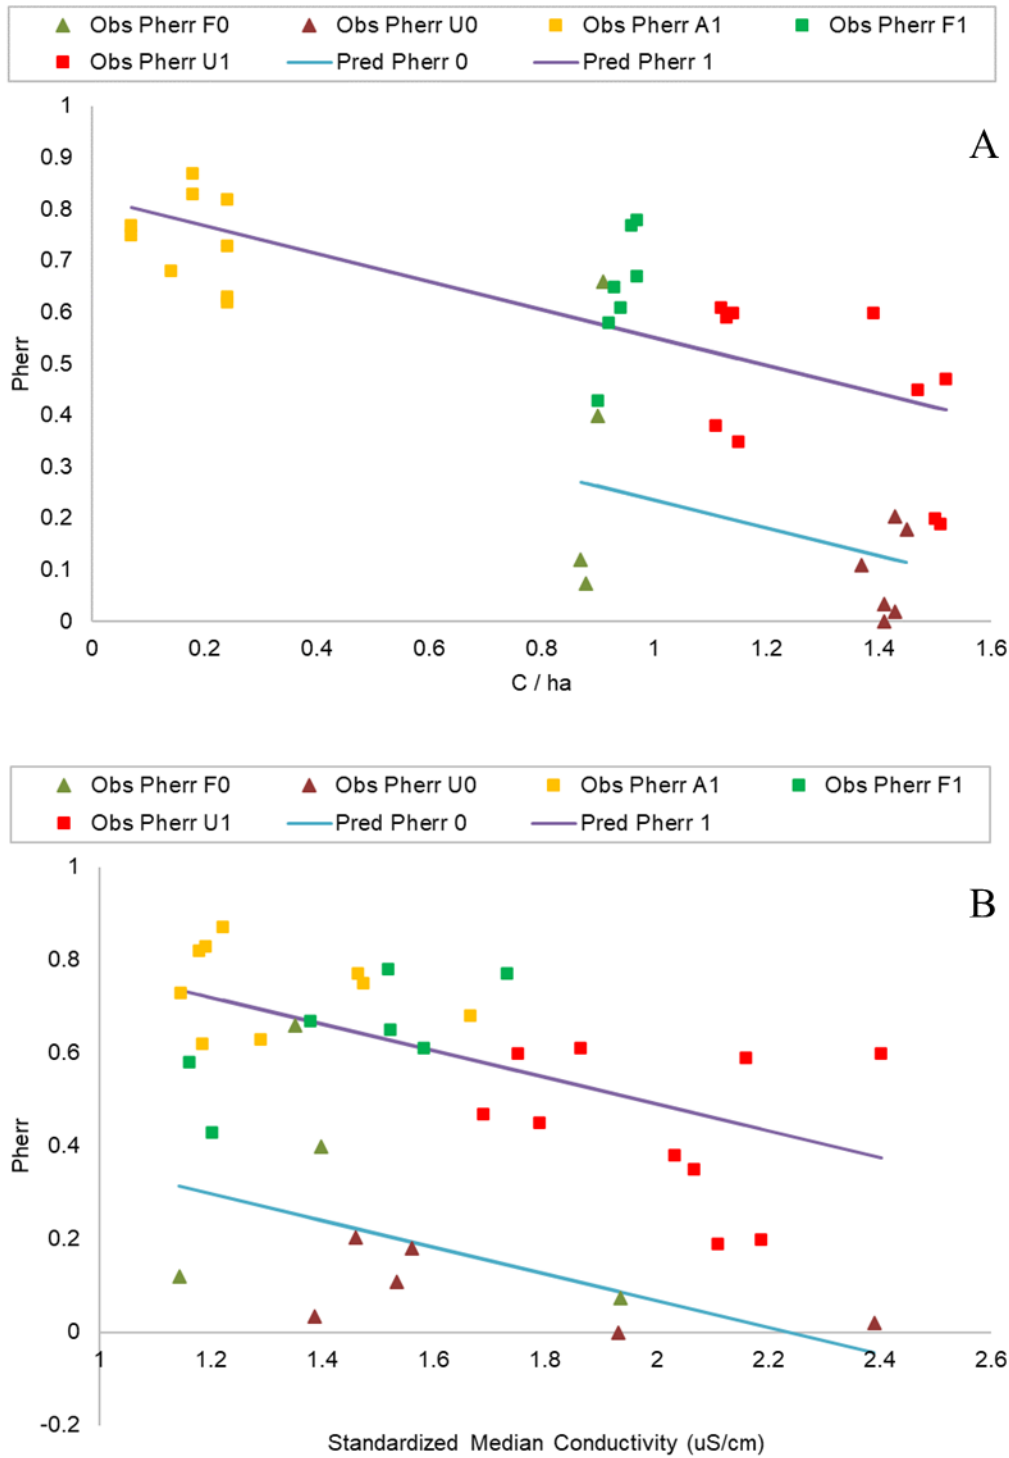 Obs Pherr F0 Obs Pherr U0 Obs Pherr A1 Obs Pherr F1
Obs Pherr U1 Pred Pherr 0 Pred Pherr 1
A
1
0.9
0.8
0.7
0.6
0.5
0.4
0.3
0.2
0.1
0
Pherr
0 0.2 0.4 0.6 0.8 1 1.2 1.4 1.6
C / ha
Obs Pherr F0 Obs Pherr U0 Obs Pherr A1 Obs Pherr F1
Obs Pherr U1 Pred Pherr 0 Pred Pherr 1
B
1
0.8
0.6
0.4
0.2
0
-0.2
Pherr
1 1.2 1.4 1.6 1.8 2 2.2 2.4 2.6
Standardized Median Conductivity (uS/cm)